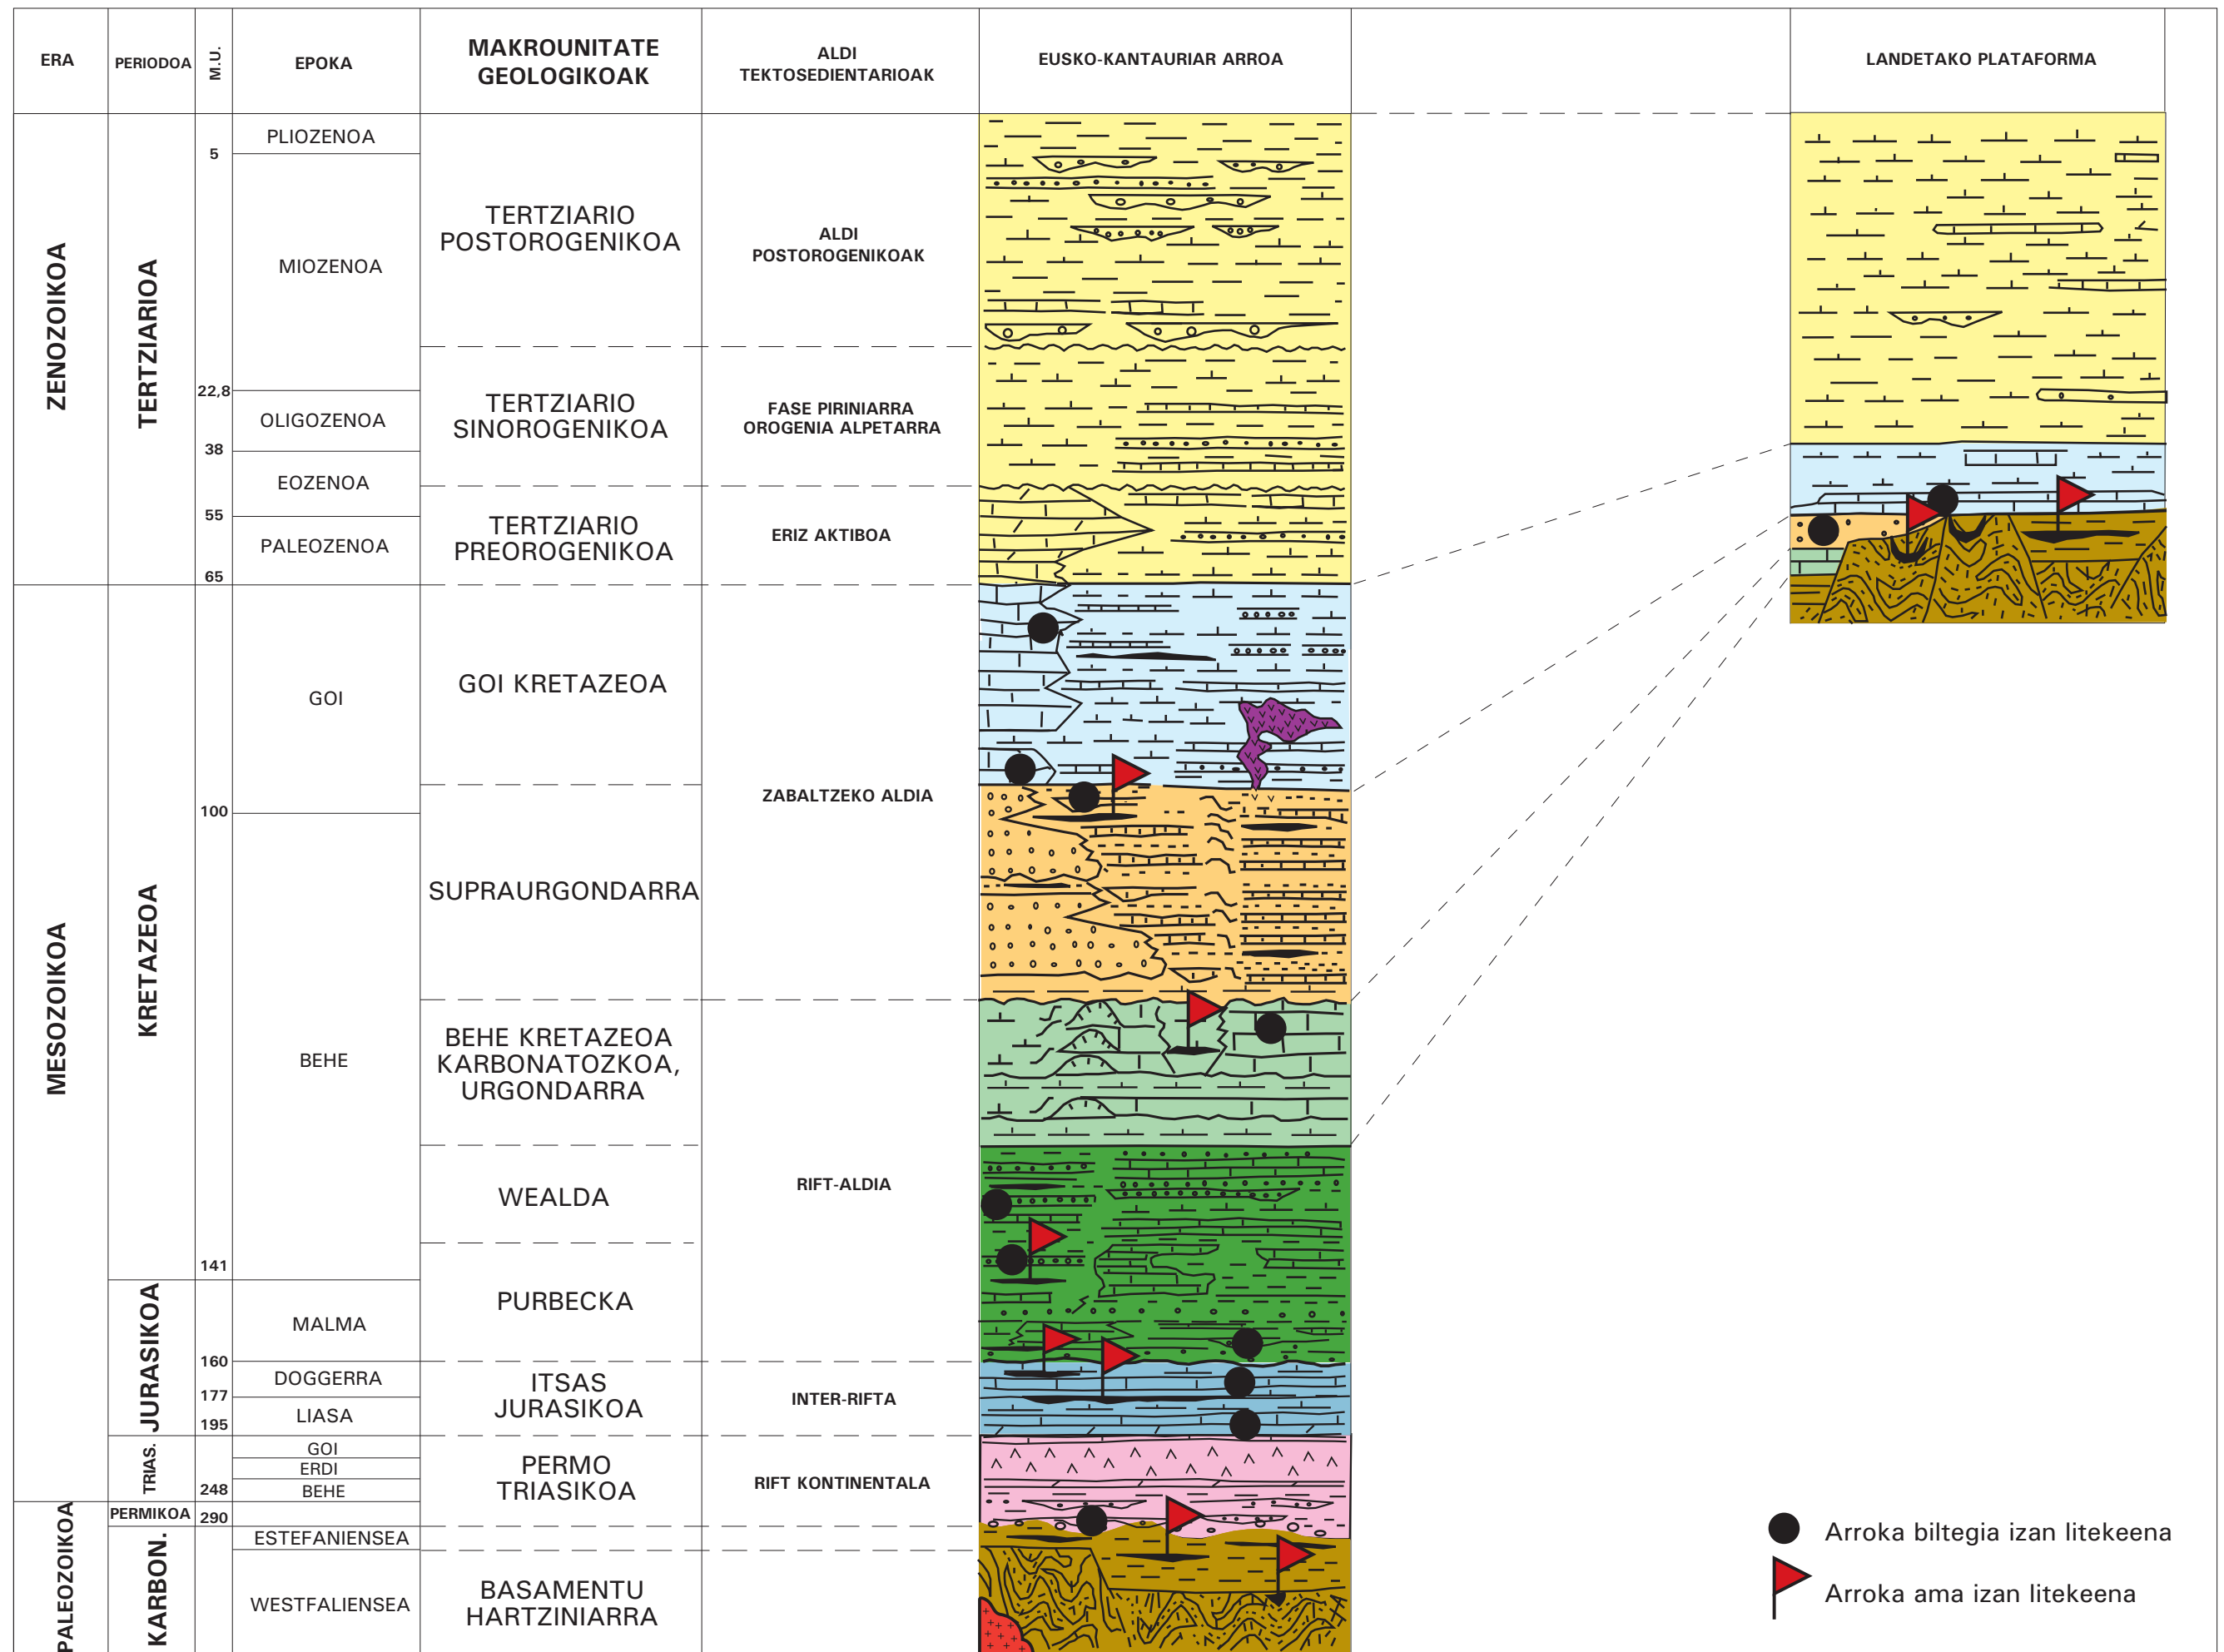 ERA
PERIODOA
M.U.
EPOKA
MAKROUNITATE
GEOLOGIKOAK
ALDI
TEKTOSEDIENTARIOAK
EUSKO-KANTAURIAR ARROA
LANDETAKO PLATAFORMA
ZENOZOIKOA
TERTZIARIOA
PLIOZENOA
5
MIOZENOA
TERTZIARIO
POSTOROGENIKOA
ALDI
POSTOROGENIKOAK
22,8
OLIGOZENOA
TERTZIARIO
SINOROGENIKOA
FASE PIRINIARRA
OROGENIA ALPETARRA
38
EOZENOA
55
PALEOZENOA
TERTZIARIO
PREOROGENIKOA
ERIZ AKTIBOA
65
MESOZOIKOA
KRETAZEOA
GOI
GOI KRETAZEOA
ZABALTZEKO ALDIA
100
SUPRAURGONDARRA
BEHE
BEHE KRETAZEOA
KARBONATOZKOA,
URGONDARRA
WEALDA
RIFT-ALDIA
141
PURBECKA
JURASIKOA
MALMA
160
DOGGERRA
177
LIASA
195
ITSAS
JURASIKOA
INTER-RIFTA
TRIAS.
GOI
ERDI
BEHE
248
PERMO
TRIASIKOA
RIFT KONTINENTALA
PALEOZOIKOA
PERMIKOA
290
KARBON.
ESTEFANIENSEA
WESTFALIENSEA
BASAMENTU
HARTZINIARRA
Arroka biltegia izan litekeena
Arroka ama izan litekeena